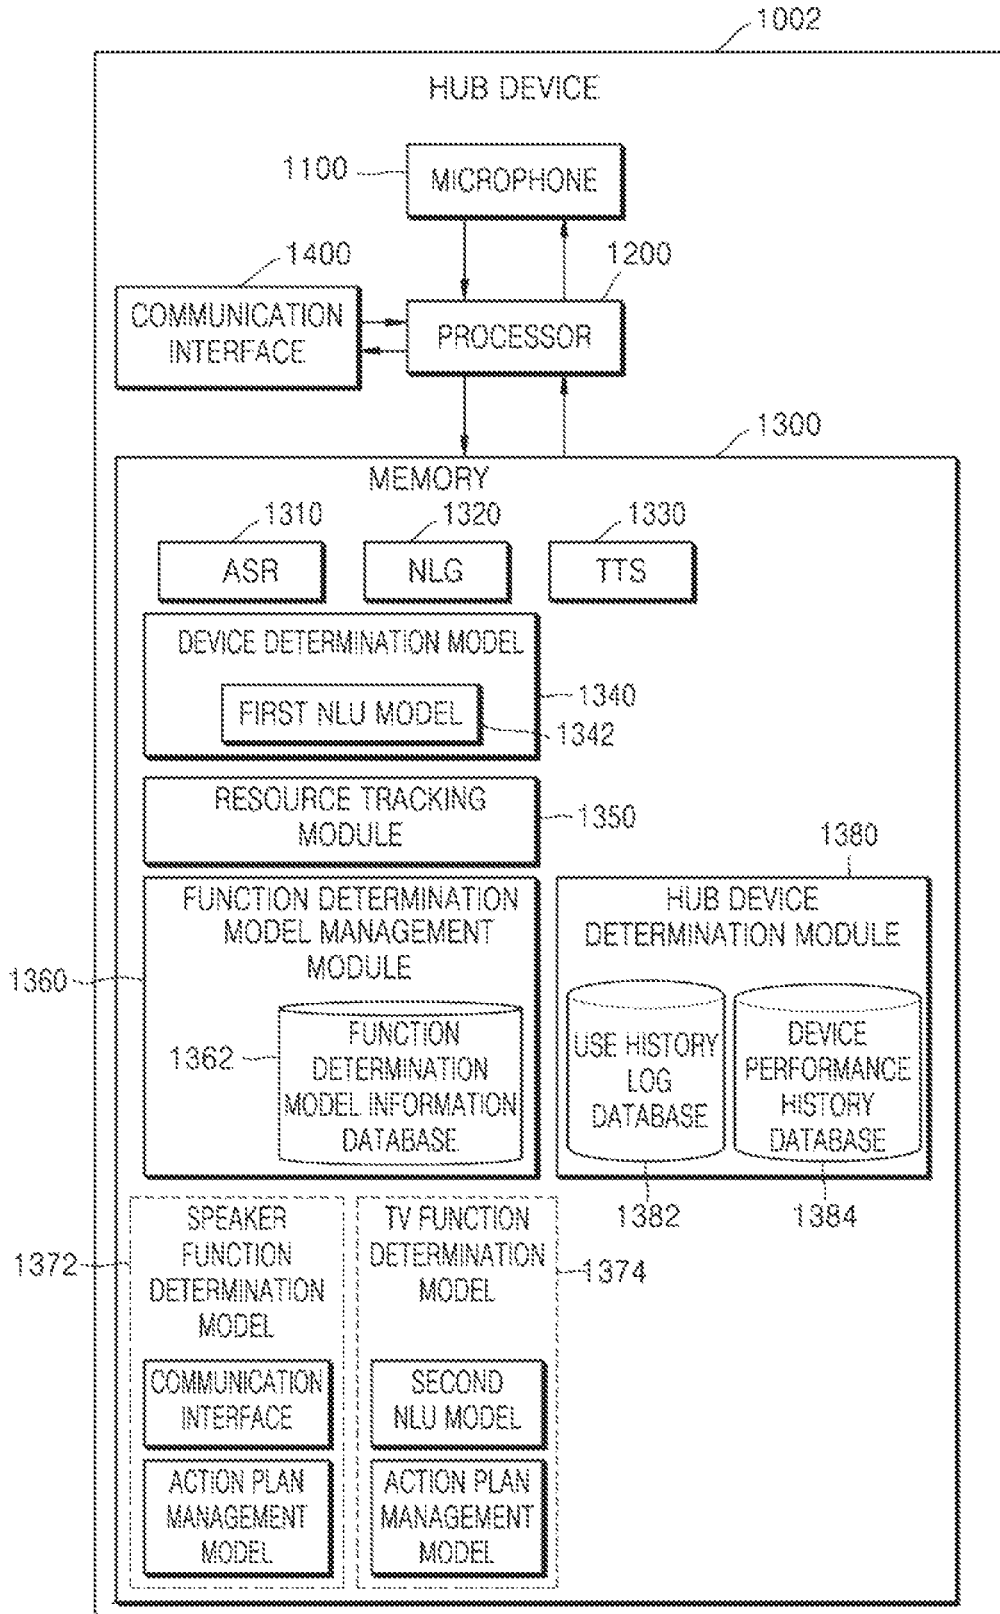 1002
HUB DEVICE
1100
MICROPHONE
1400
1200
COMMUNICATION
INTERFACE
PROCESSOR
1300
MEMORY
1310
1320
1330
ASR
NLG
TTS
DEVICE DETERMINATION MODEL
1340
FIRST NLU MODEL
1342
RESOURCE TRACKING
MODULE
1350
1380
FUNCTION DETERMINATION
MODEL MANAGEMENT
MODULE
1360
1362
FUNCTION
DETERMINATION
MODEL INFORMATION
DATABASE
HUB DEVICE
DETERMINATION MODULE
USE HISTORY
LOG
DATABASE
DEVICE
PERFORMANCE
HISTORY
DATABASE
1382
1384
1372
SPEAKER
FUNCTION
DETERMINATION
MODEL
COMMUNICATION
INTERFACE
ACTION PLAN
MANAGEMENT
MODEL
TV FUNCTION
DETERMINATION
MODEL
1374
SECOND
NLU MODEL
ACTION PLAN
MANAGEMENT
MODEL